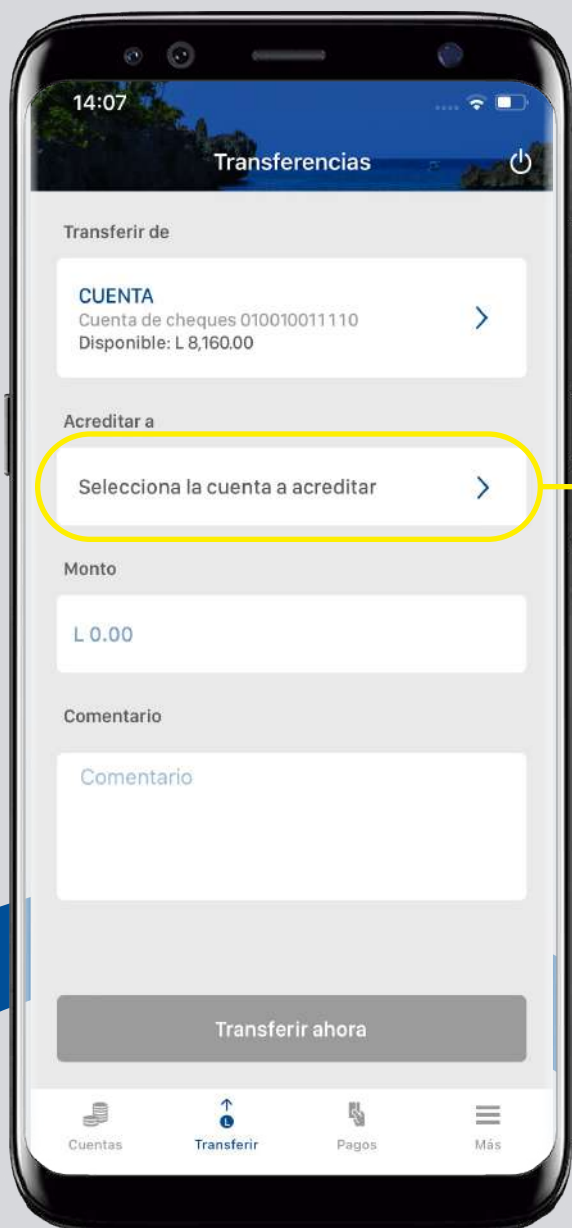 14:07
Transferencias
Transferir de
CUENTA
Cuenta de cheques 010010011110
Disponible: L 8,160.00
Acreditar a
Selecciona la cuenta a acreditar
Monto
L 0.00
Comentario
Comentario
Transferir ahora
L
Cuentas
Transferir
Pagos
Más